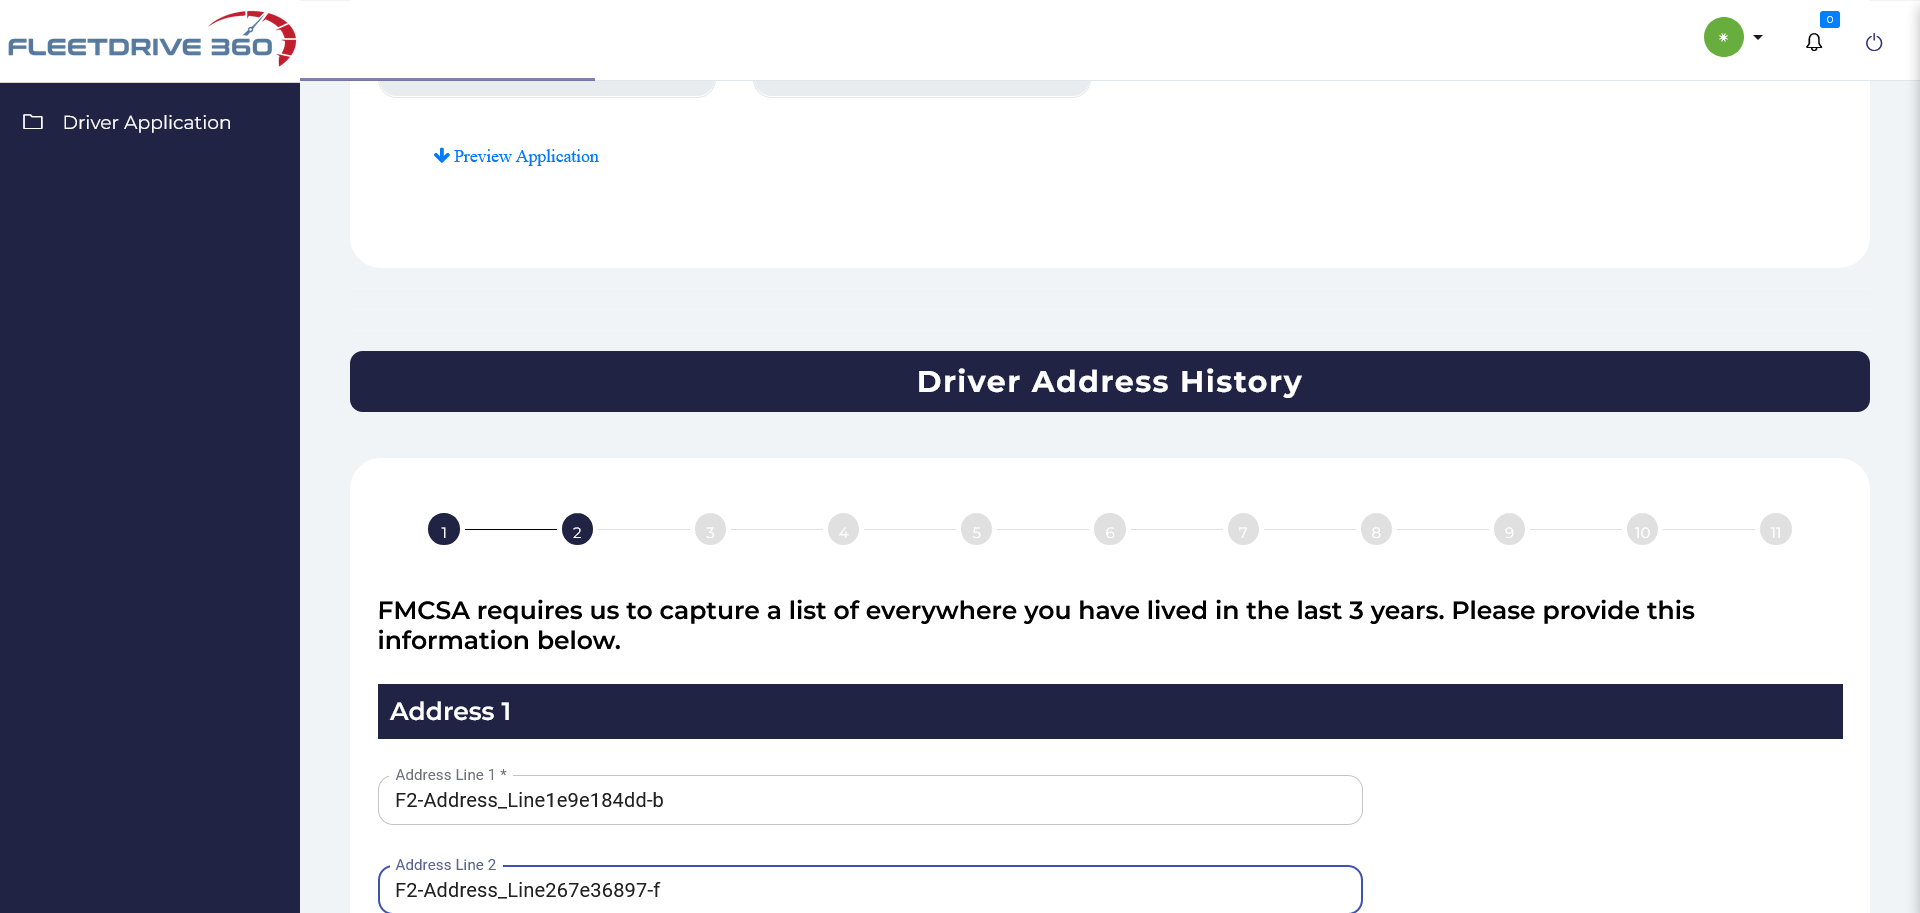 FLEETDRIVE 360
0
Driver Application
Preview Application
Driver Address History
1 2 3 4 5 6 7 8 9 10 11
FMCSA requires us to capture a list of everywhere you have lived in the last 3 years. Please provide this
information below.
Address 1
Address Line 1 *
F2-Address_Line1e9e184dd-b
Address Line 2
F2-Address_Line267e36897-f